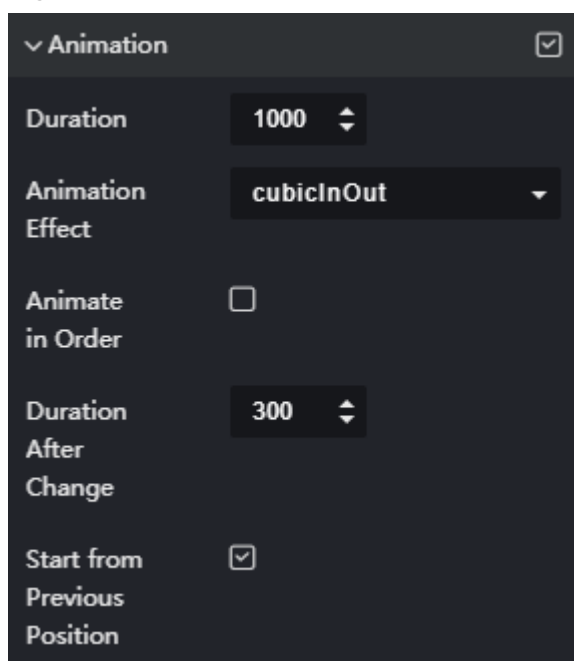 Animation
Duration 1000
Animation cubicInOut
Effect
Animate
in Order
Duration 300
After
Change
Start from
Previous
Position